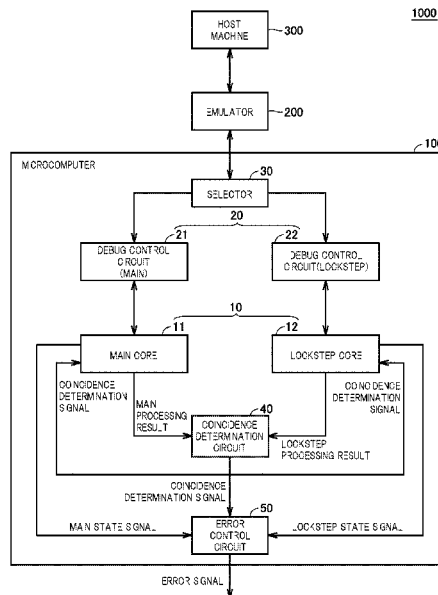 1000
HOST
MACHINE
300
EMULATOR
200
100
MICROCOMPUTER
30
SELECTOR
20
21
22
DEBUG CONTROL
CIRCUIT
(MAIN)
DEBUG CONTROL
CIRCUIT(LOCKSTEP)
10
11
12
MAIN CORE
LOCKSTEP CORE
COINCIDENCE
DETERMINATION
SIGNAL
MAIN
PROCESSING
RESULT
40
COINCIDENCE
DETERMINATION
CIRCUIT
COINCIDENCE
DETERMINATION
SIGNAL
LOCKSTEP
PROCESSING RESULT
COINCIDENCE
DETERMINATION SIGNAL
50
MAIN STATE SIGNAL
ERROR
CONTROL
CIRCUIT
LOCKSTEP STATE SIGNAL
ERROR SIGNAL